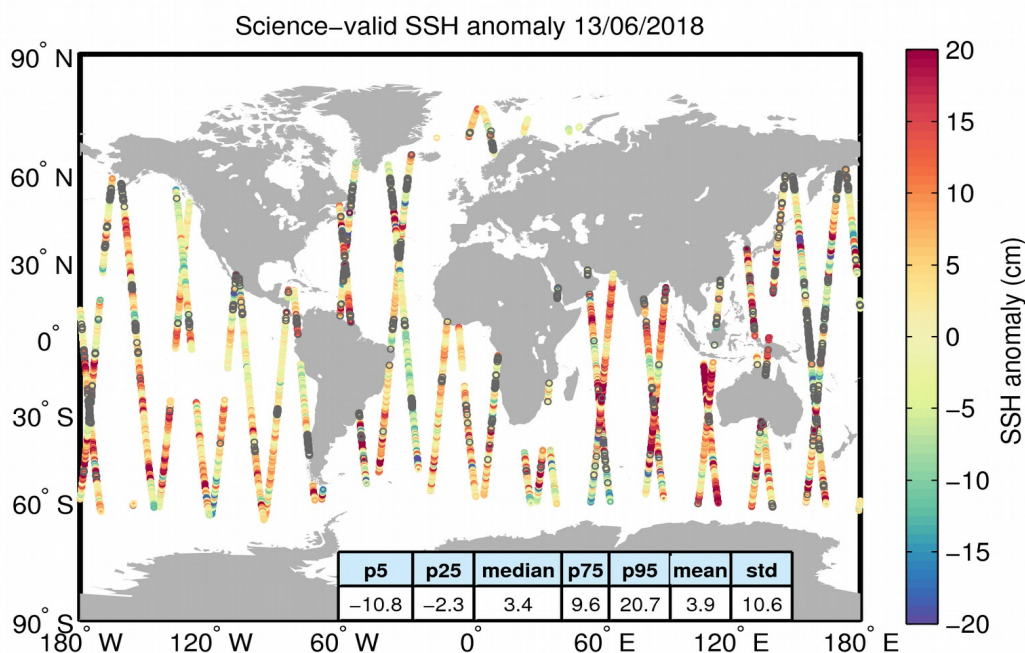 Science−valid SSH anomaly 13/06/2018
90° N
60° N
30° N
0°
30° S
60° S
90° S
180° W
120° W
60° W
0°
60° E
120° E
180° E
p5 p25 median p75 p95 mean std
−10.8 −2.3 3.4 9.6 20.7 3.9 10.6
20
15
10
5
0
−5
−10
−15
−20
SSH anomaly (cm)